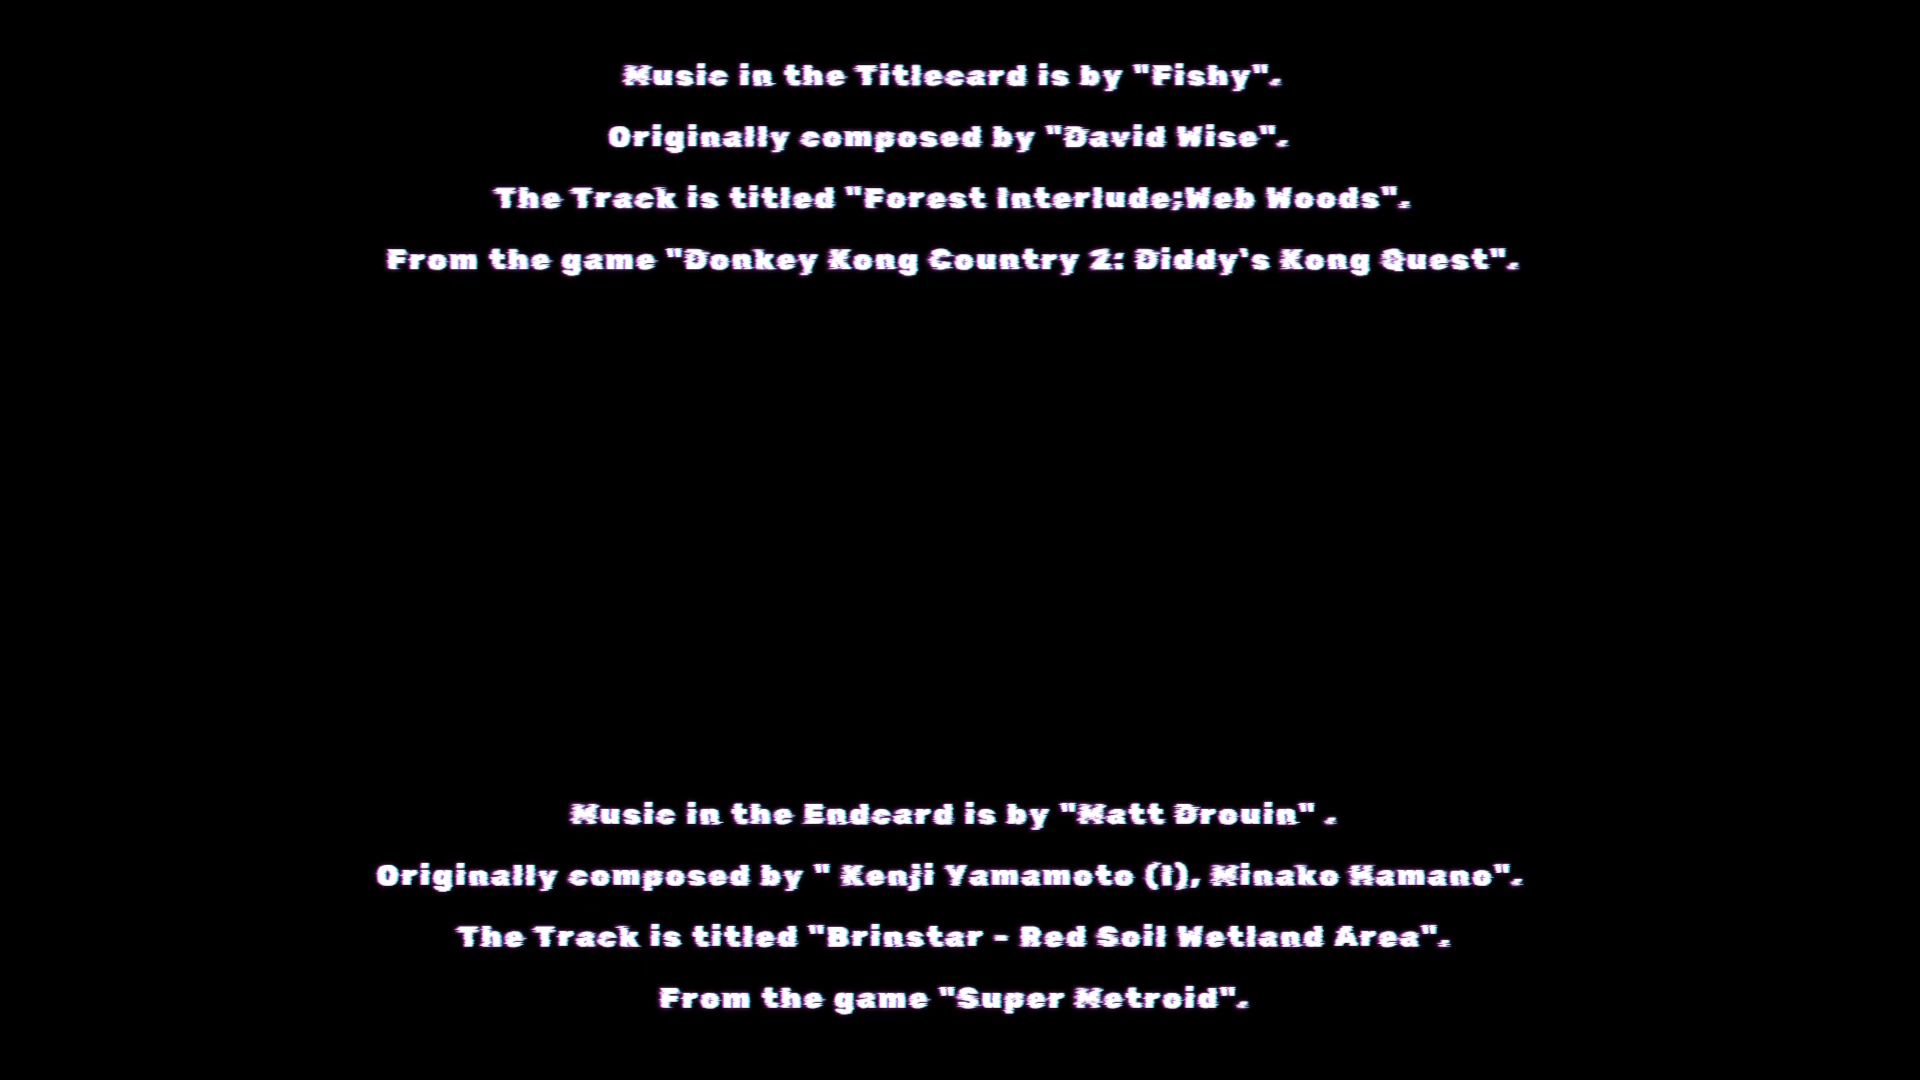 Music in the Titlecard is by "Fishy".
Originally composed by "David Wise".
The Track is titled "Forest Interlude;Web Woods".
From the game "Donkey Kong Country 2: Diddy's Kong Quest".
Music in the Endcard is by "Matt Drouin" .
Originally composed by " Kenji Yamamoto (I), Minako Hamano".
The Track is titled "Brinstar - Red Soil Wetland Area".
From the game "Super Metroid".